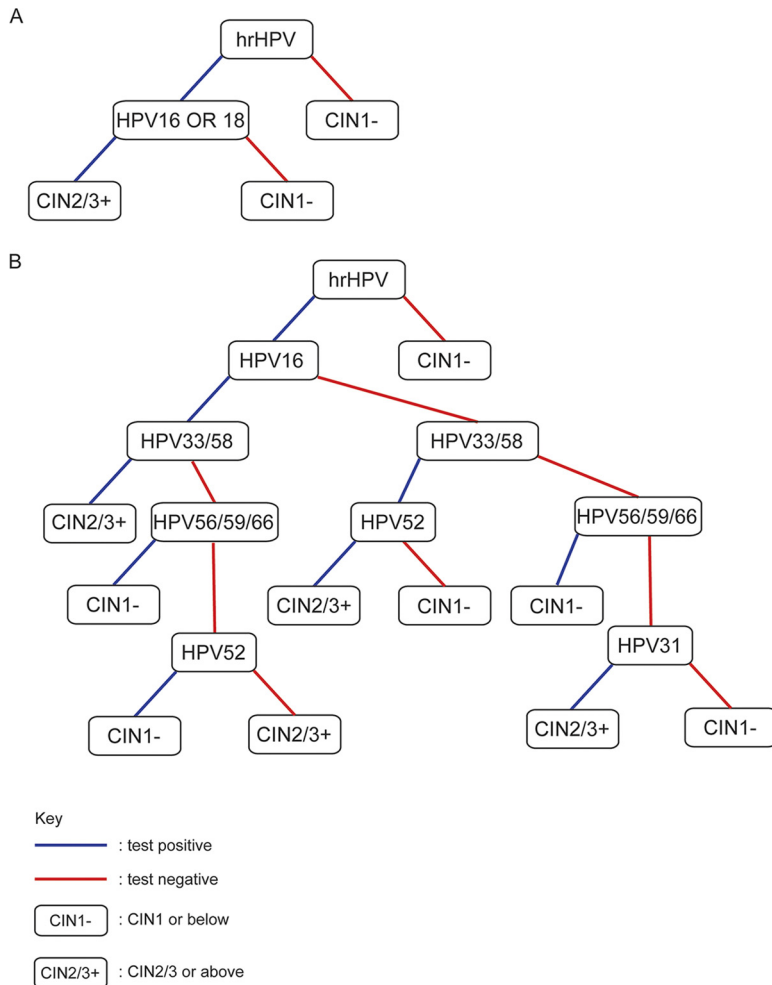 A
hrHPV
HPV16 OR 18
CIN1-
CIN2/3+
CIN1-
B
hrHPV
HPV16
CIN1-
HPV33/58
HPV33/58
CIN2/3+
HPV56/59/66
HPV52
HPV56/59/66
CIN1-
CIN2/3+
CIN1-
CIN1-
HPV52
HPV31
CIN1-
CIN2/3+
CIN2/3+
CIN1-
Key
: test positive
: test negative
CIN1- : CIN1 or below
CIN2/3+ : CIN2/3 or above